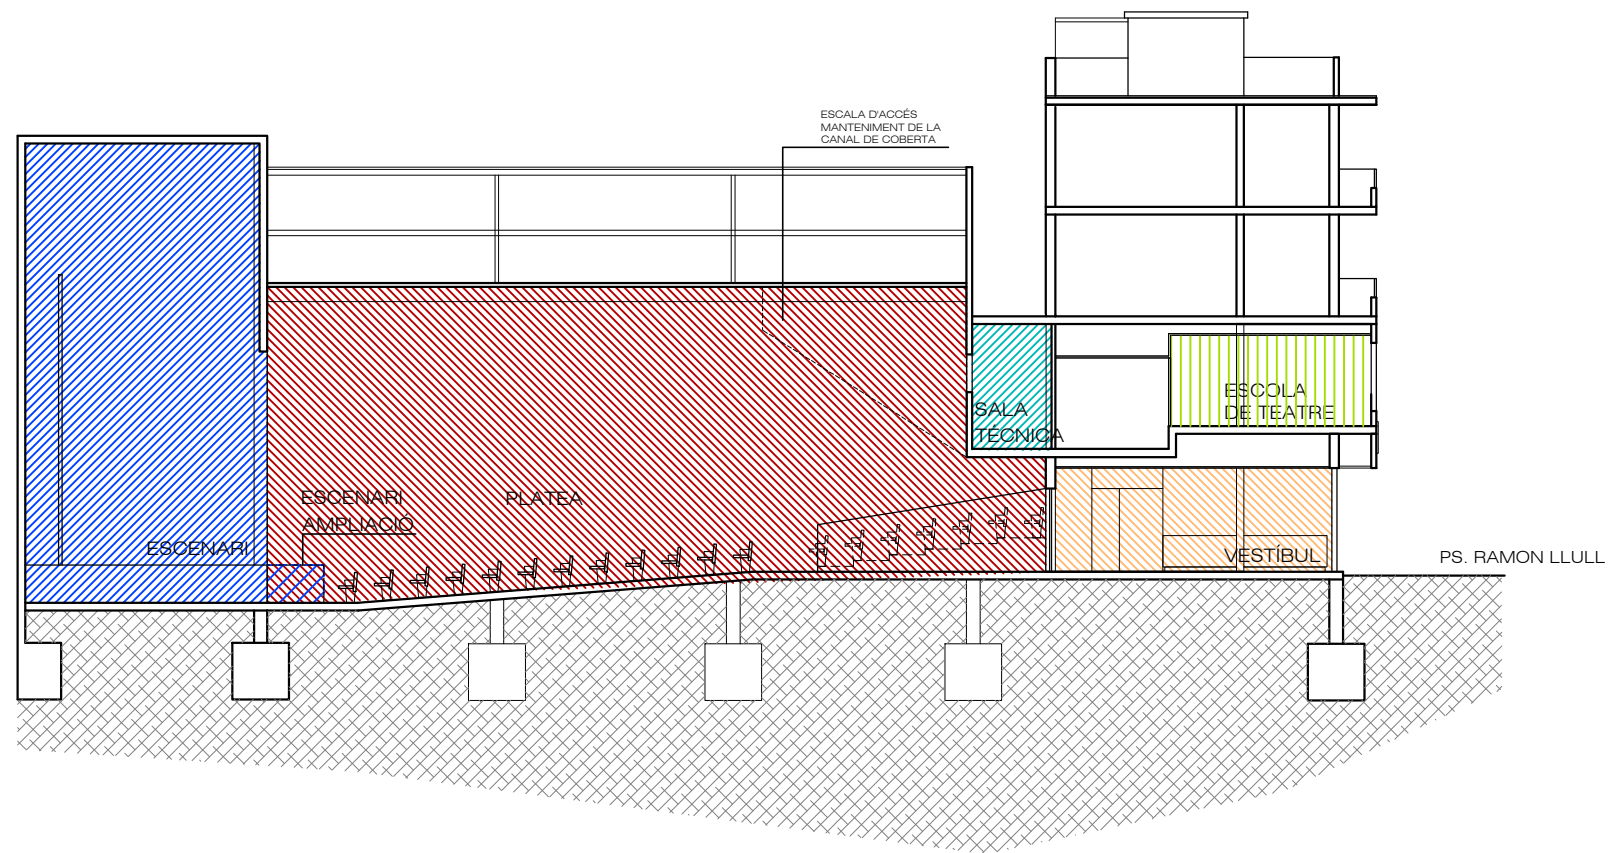 ESCALA D'ACCÉS
MANTENIMENT DE LA
CANAL DE COBERTA
ESCOLA
DE TEATRE
SALA
TÉCNICA
ESCENARI
AMPLIACIÓ
PLATEA
ESCENARI
VESTÍBUL
PS. RAMON LLULL